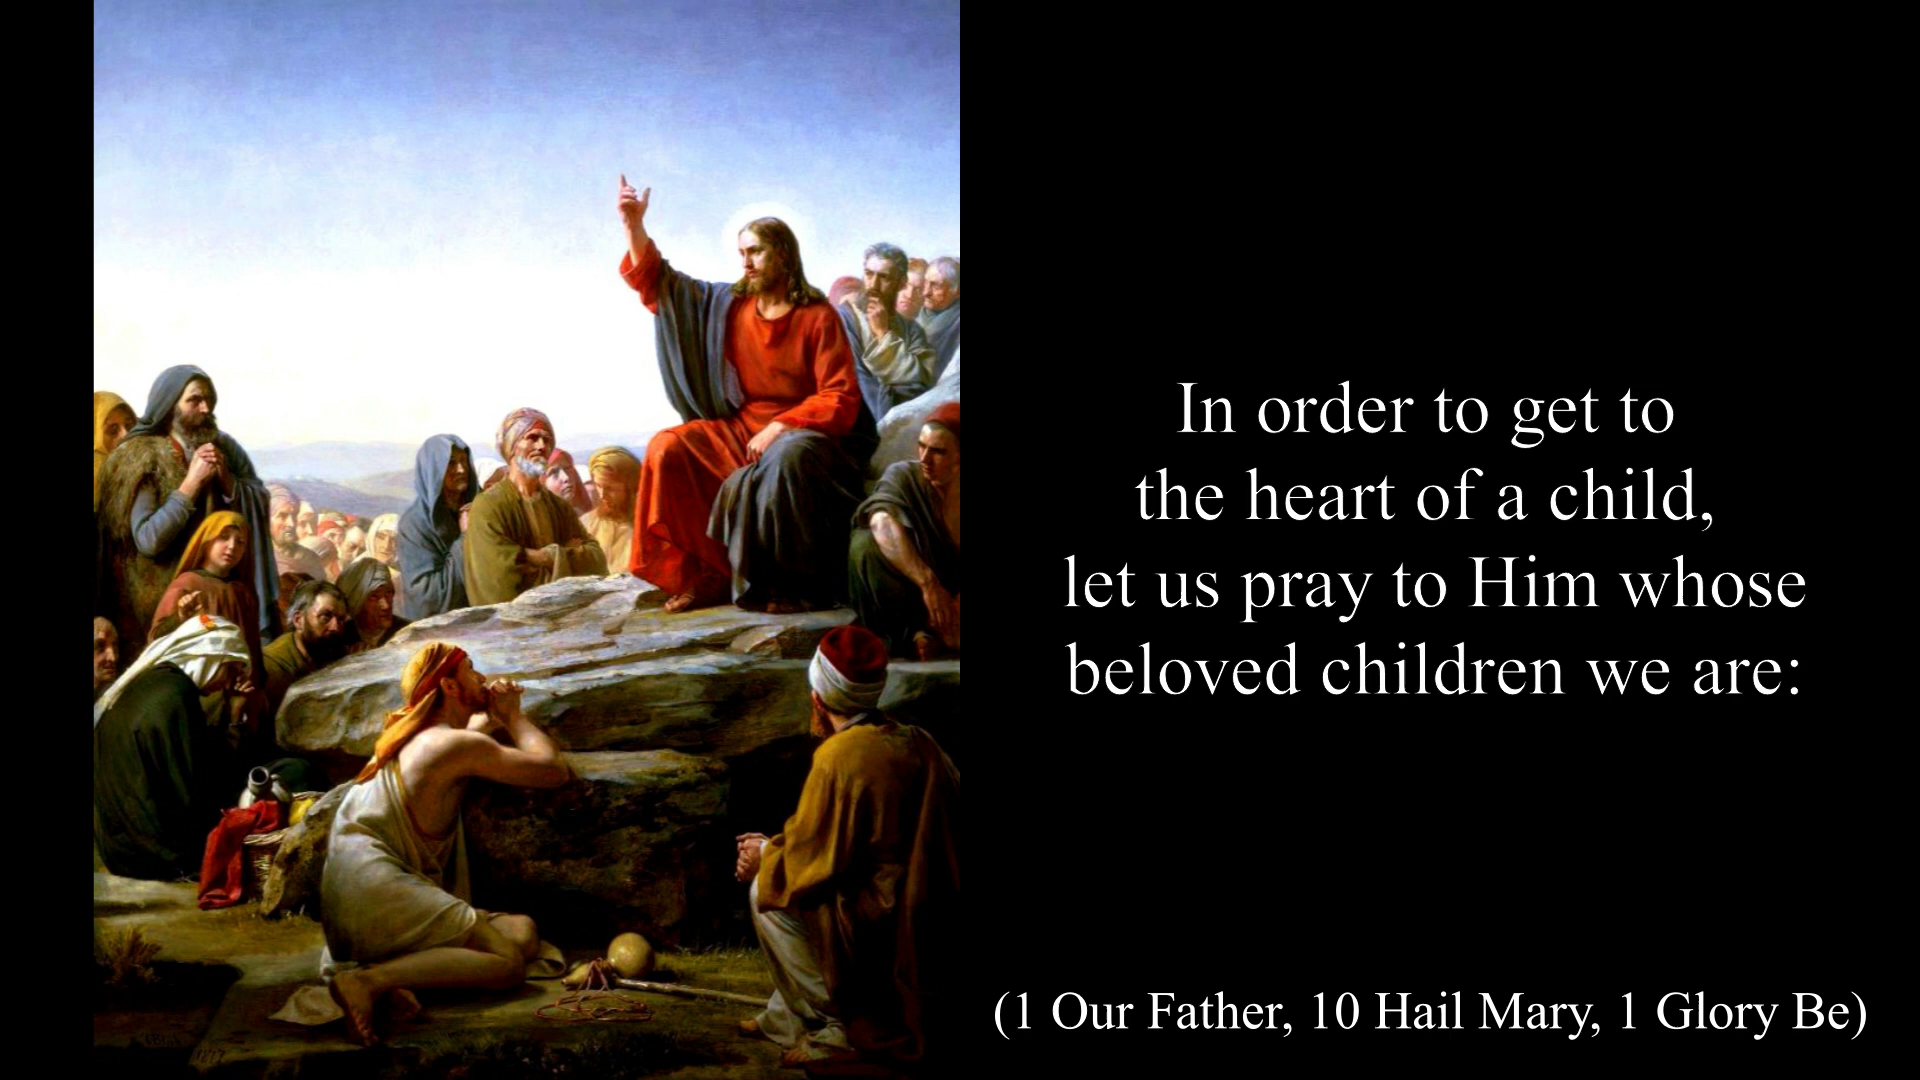 In order to get to
the heart of a child,
let us pray to Him whose
beloved children we are:
(1 Our Father, 10 Hail Mary, 1 Glory Be)